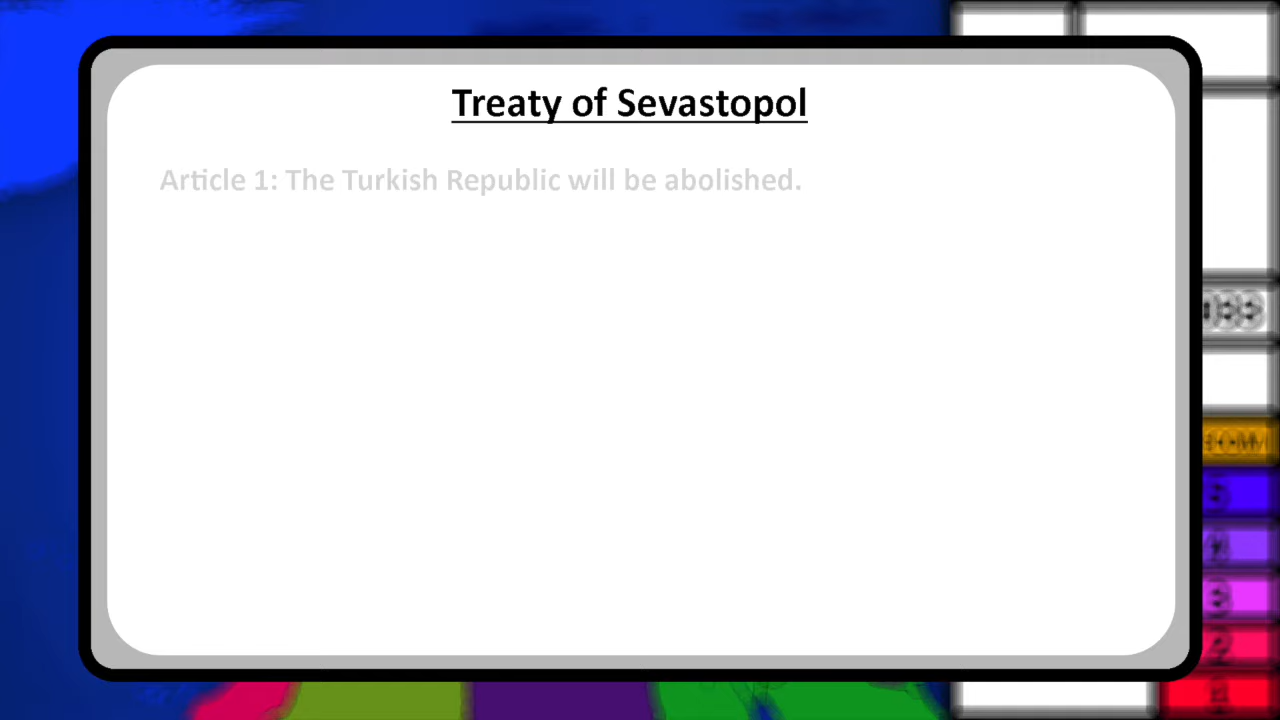 Treaty of Sevastopol
Article 1: The Turkish Republic will be abolished.